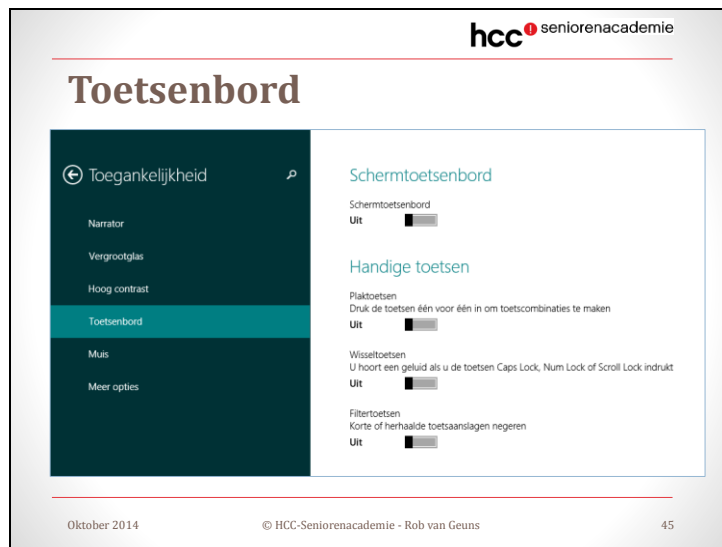 hcc! seniorenacademie
Toetsenbord
Toegankelijkheid
Narrator
Vergrootglas
Hoog contrast
Toetsenbord
Muis
Meer opties
Schermtoetsenbord
Schermtoetsenbord
Uit
Handige toetsen
Plaktoetsen
Druk de toetsen één voor één in om toetscombinaties te maken
Uit
Wisseltoetsen
U hoort een geluid als u de toetsen Caps Lock, Num Lock of Scroll Lock indrukt
Uit
Filtertoetsen
Korte of herhaalde toetsaanslagen negeren
Uit
Oktober 2014 © HCC-Seniorenacademie - Rob van Geuns 45